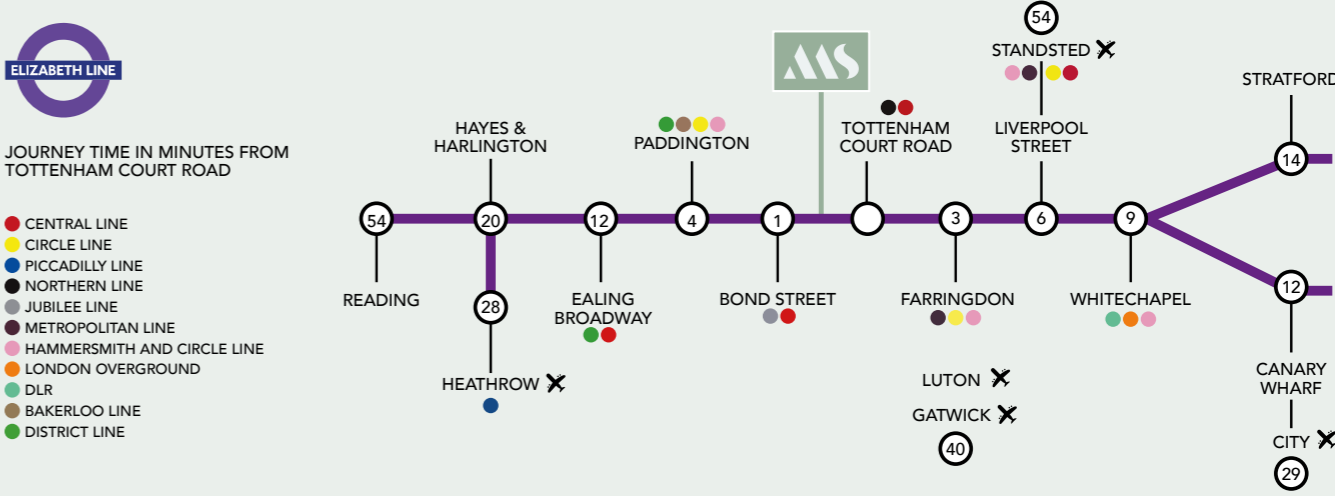 ELIZABETH LINE
JOURNEY TIME IN MINUTES FROM
TOTTENHAM COURT ROAD
CENTRAL LINE
CIRCLE LINE
PICCADILLY LINE
NORTHERN LINE
JUBILEE LINE
METROPOLITAN LINE
HAMMERSMITH AND CIRCLE LINE
LONDON OVERGROUND
DLR
BAKERLOO LINE
DISTRICT LINE
54
READING
HAYES &
HARLINGTON
20
28
HEATHROW
12
EALING
BROADWAY
PADDINGTON
4
1
BOND STREET
TOTTENHAM
COURT ROAD
3
FARRINGDON
LUTON
GATWICK
40
54
STANDSTED
LIVERPOOL
STREET
6
9
WHITECHAPEL
STRATFORD
14
12
CANARY
WHARF
CITY
29